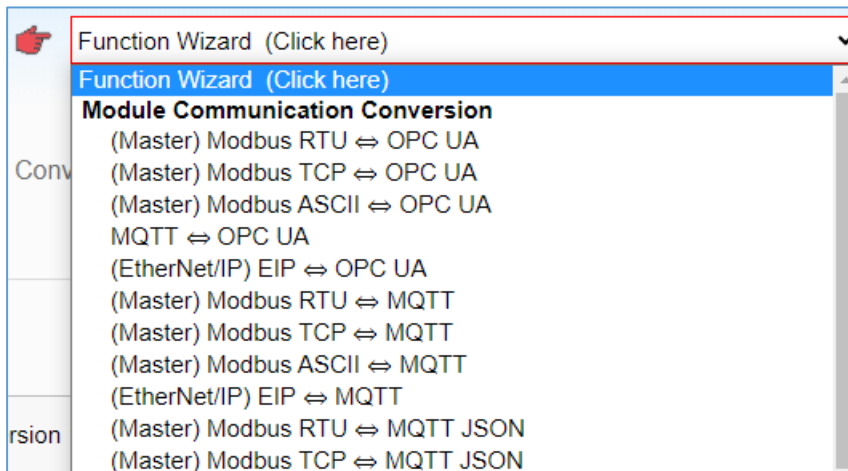 Function Wizard (Click here)
Function Wizard (Click here)
Module Communication Conversion
(Master) Modbus RTU ⇔ OPC UA
Conv
(Master) Modbus TCP ⇔ OPC UA
(Master) Modbus ASCII ⇔ OPC UA
MQTT ⇔ OPC UA
(EtherNet/IP) EIP ⇔ OPC UA
(Master) Modbus RTU ⇔ MQTT
(Master) Modbus TCP ⇔ MQTT
(Master) Modbus ASCII ⇔ MQTT
(EtherNet/IP) EIP ⇔ MQTT
rsion
(Master) Modbus RTU ⇔ MQTT JSON
(Master) Modbus TCP ⇔ MQTT JSON